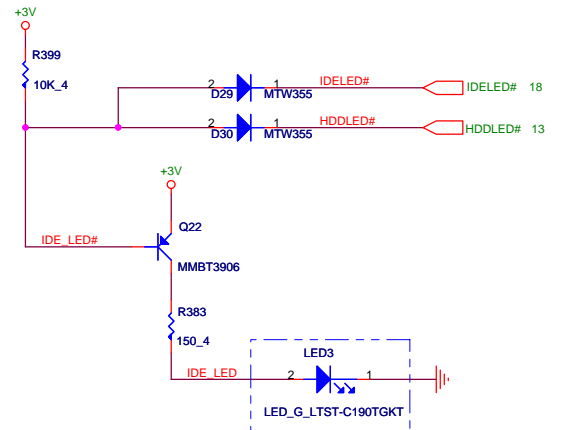 +3V
R399
10K_4
2
D29
1
MTW355
IDELED#
IDELED# 18
2
D30
1
MTW355
HDDLED#
HDDLED# 13
+3V
Q22
IDE_LED#
MMBT3906
R383
150_4
IDE_LED
LED3
2
1
LED_G_LTST-C190TGKT